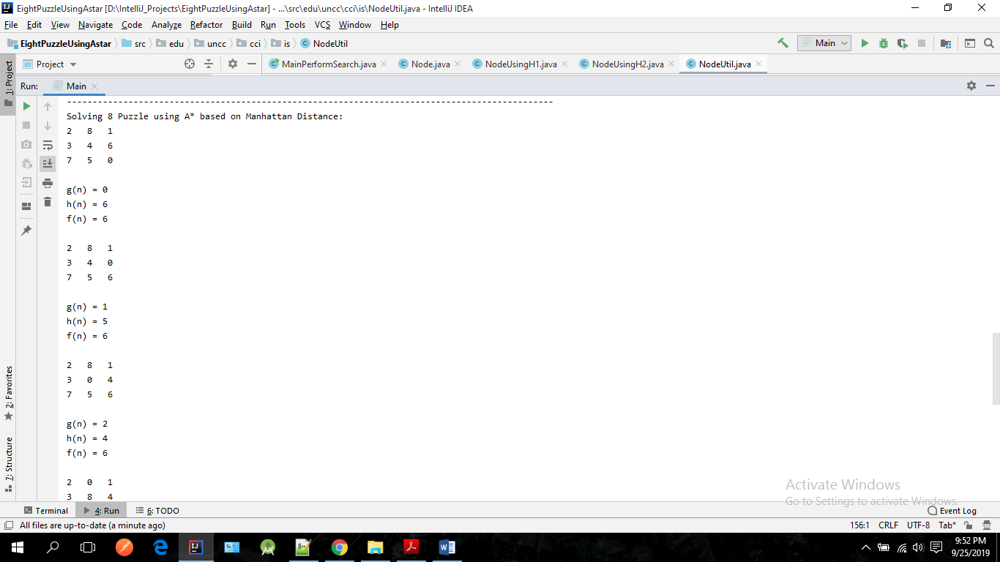 EightPuzzleUsingAstar [D:\IntelliJ_Projects\EightPuzzleUsingAstar] - ...\src\edu\uncc\cci\is\NodeUtil.java - IntelliJ IDEA
File Edit View Navigate Code Analyze Refactor Build Run Tools VCS Window Help
EightPuzzleUsingAstar src edu uncc cci is NodeUtil Main
Project MainPerformSearch.java Node.java NodeUsingH1.java NodeUsingH2.java NodeUtil.java
1: Project
Run: Main
-----------------------------------------------------------------------------------------------
Solving 8 Puzzle using A* based on Manhattan Distance:
2 8 1
3 4 6
7 5 0
g(n) = 0
h(n) = 6
f(n) = 6
2 8 1
3 4 0
7 5 6
g(n) = 1
h(n) = 5
f(n) = 6
2 8 1
3 0 4
7 5 6
g(n) = 2
h(n) = 4
f(n) = 6
2 0 1
3 8 4
2: Favorites
7: Structure
Activate Windows
Go to Settings to activate Windows.
Terminal 4: Run 6: TODO Event Log
All files are up-to-date (a minute ago) 156:1 CRLF UTF-8 Tab*
9:52 PM
9/25/2019